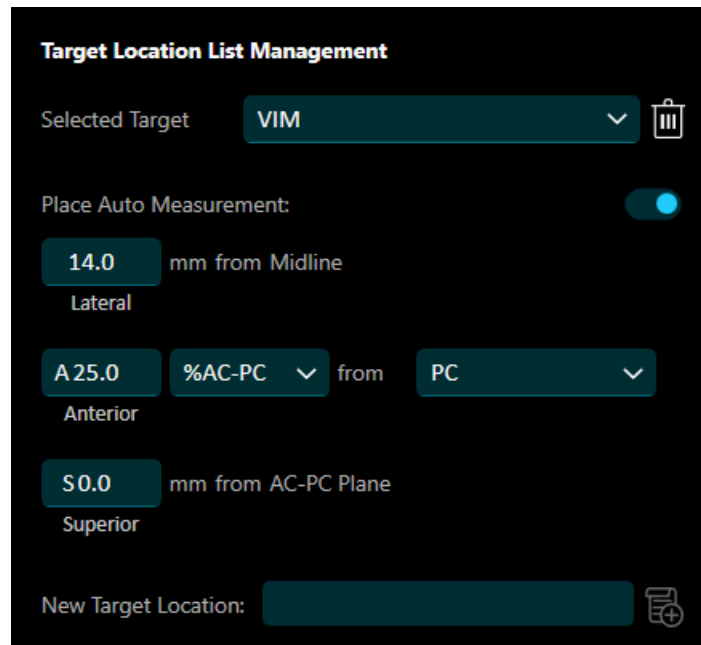 Target Location List Management
Selected Target VIM
Place Auto Measurement:
14.0 mm from Midline
Lateral
A 25.0 %AC-PC from PC
Anterior
S 0.0 mm from AC-PC Plane
Superior
New Target Location: